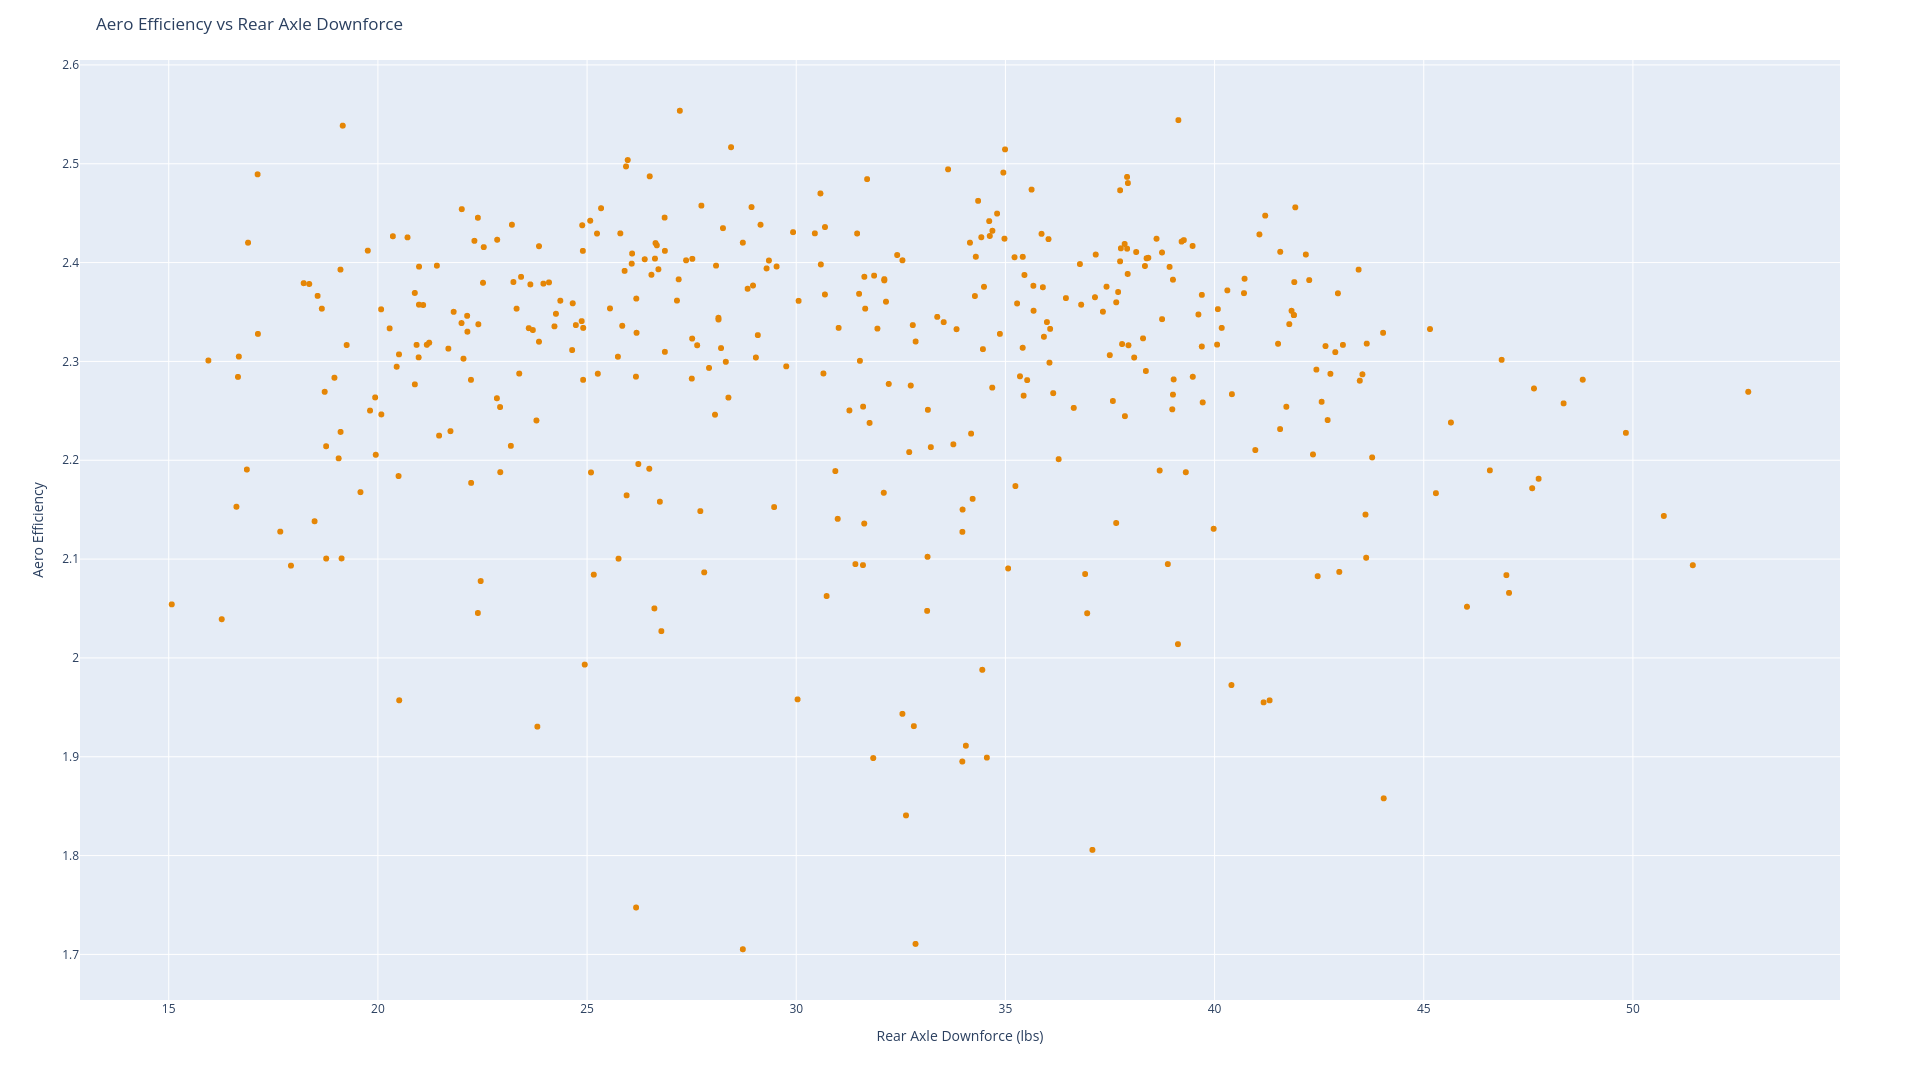 Aero Efficiency vs Rear Axle Downforce
2.6
2.5
2.4
2.3
2.2
2.1
2
1.9
1.8
1.7
Aero Efficiency
15 20 25 30 35 40 45 50
Rear Axle Downforce (lbs)